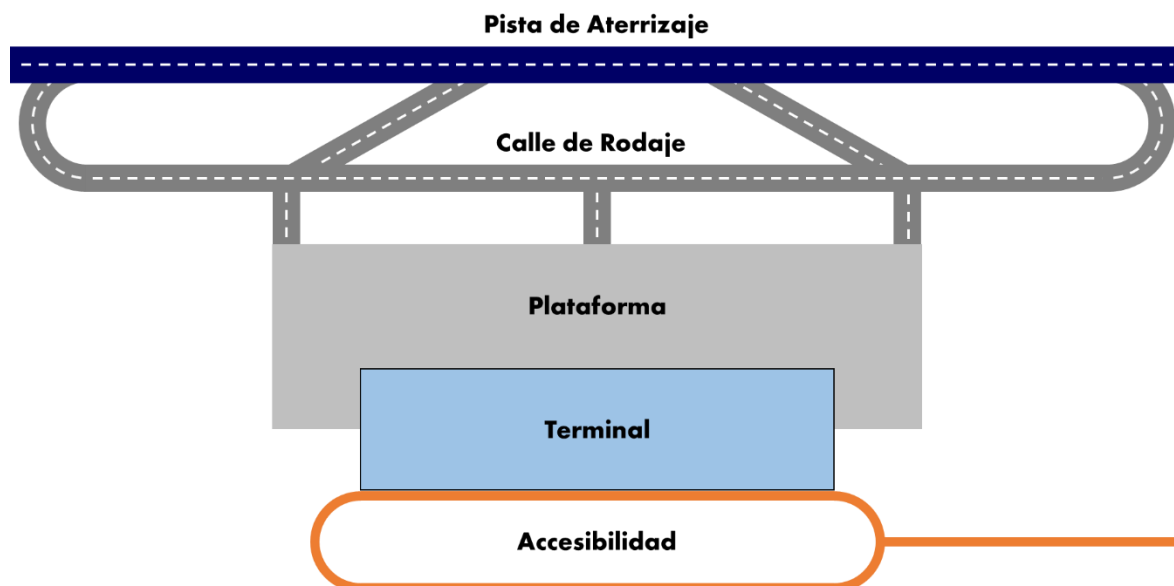 Pista de Aterrizaje
Calle de Rodaje
Plataforma
Terminal
Accesibilidad